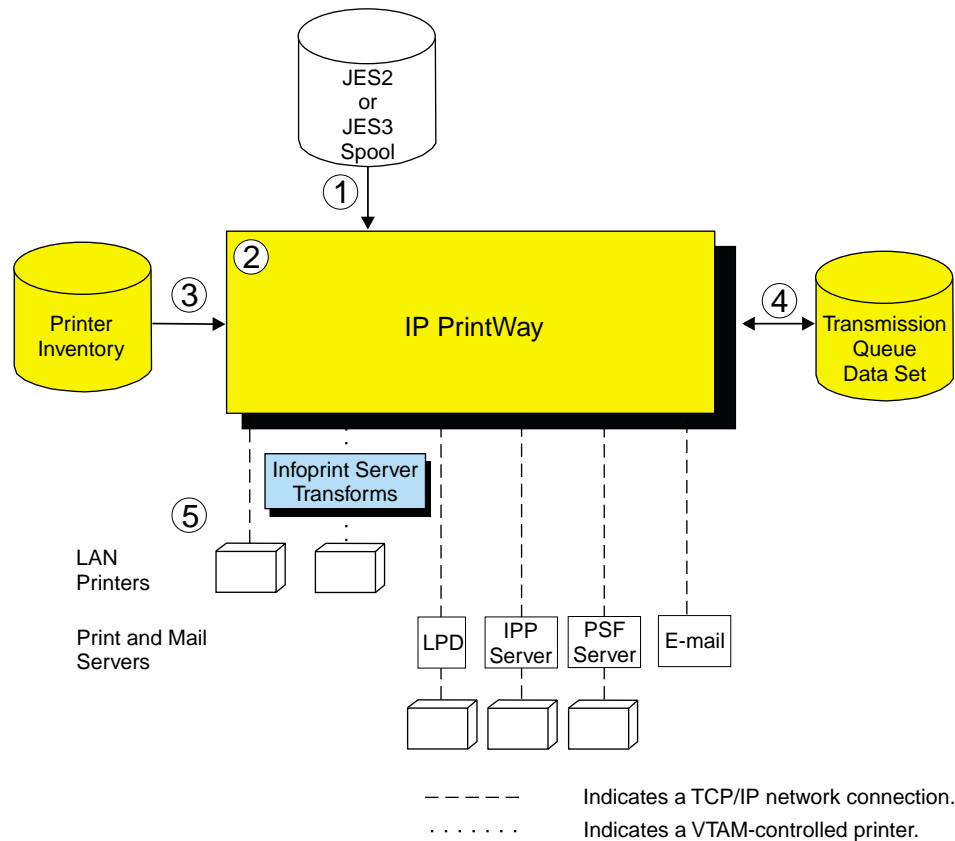 JES2
or
JES3
Spool
1
2
3
4
Printer
Inventory
IP PrintWay
Transmission
Queue
Data Set
Infoprint Server
Transforms
5
LAN
Printers
Print and Mail
Servers
LPD
IPP
Server
PSF
Server
E-mail
Indicates a TCP/IP network connection.
Indicates a VTAM-controlled printer.